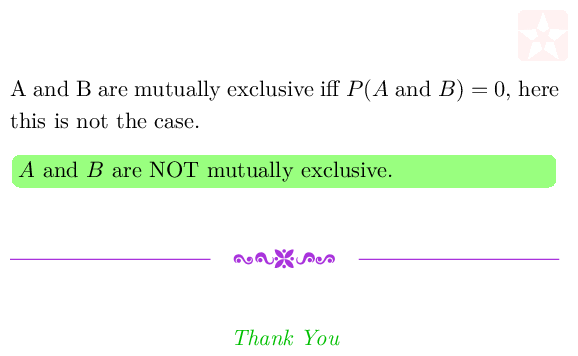 A and B are mutually exclusive iff P(A and B) = 0, here
this is not the case.
A and B are NOT mutually exclusive.
Thank You